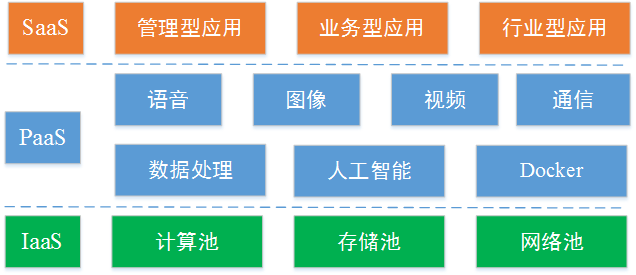 SaaS 管理型应用 业务型应用 行业型应用
语音 图像 视频 通信
PaaS
数据处理 人工智能 Docker
IaaS 计算池 存储池 网络池